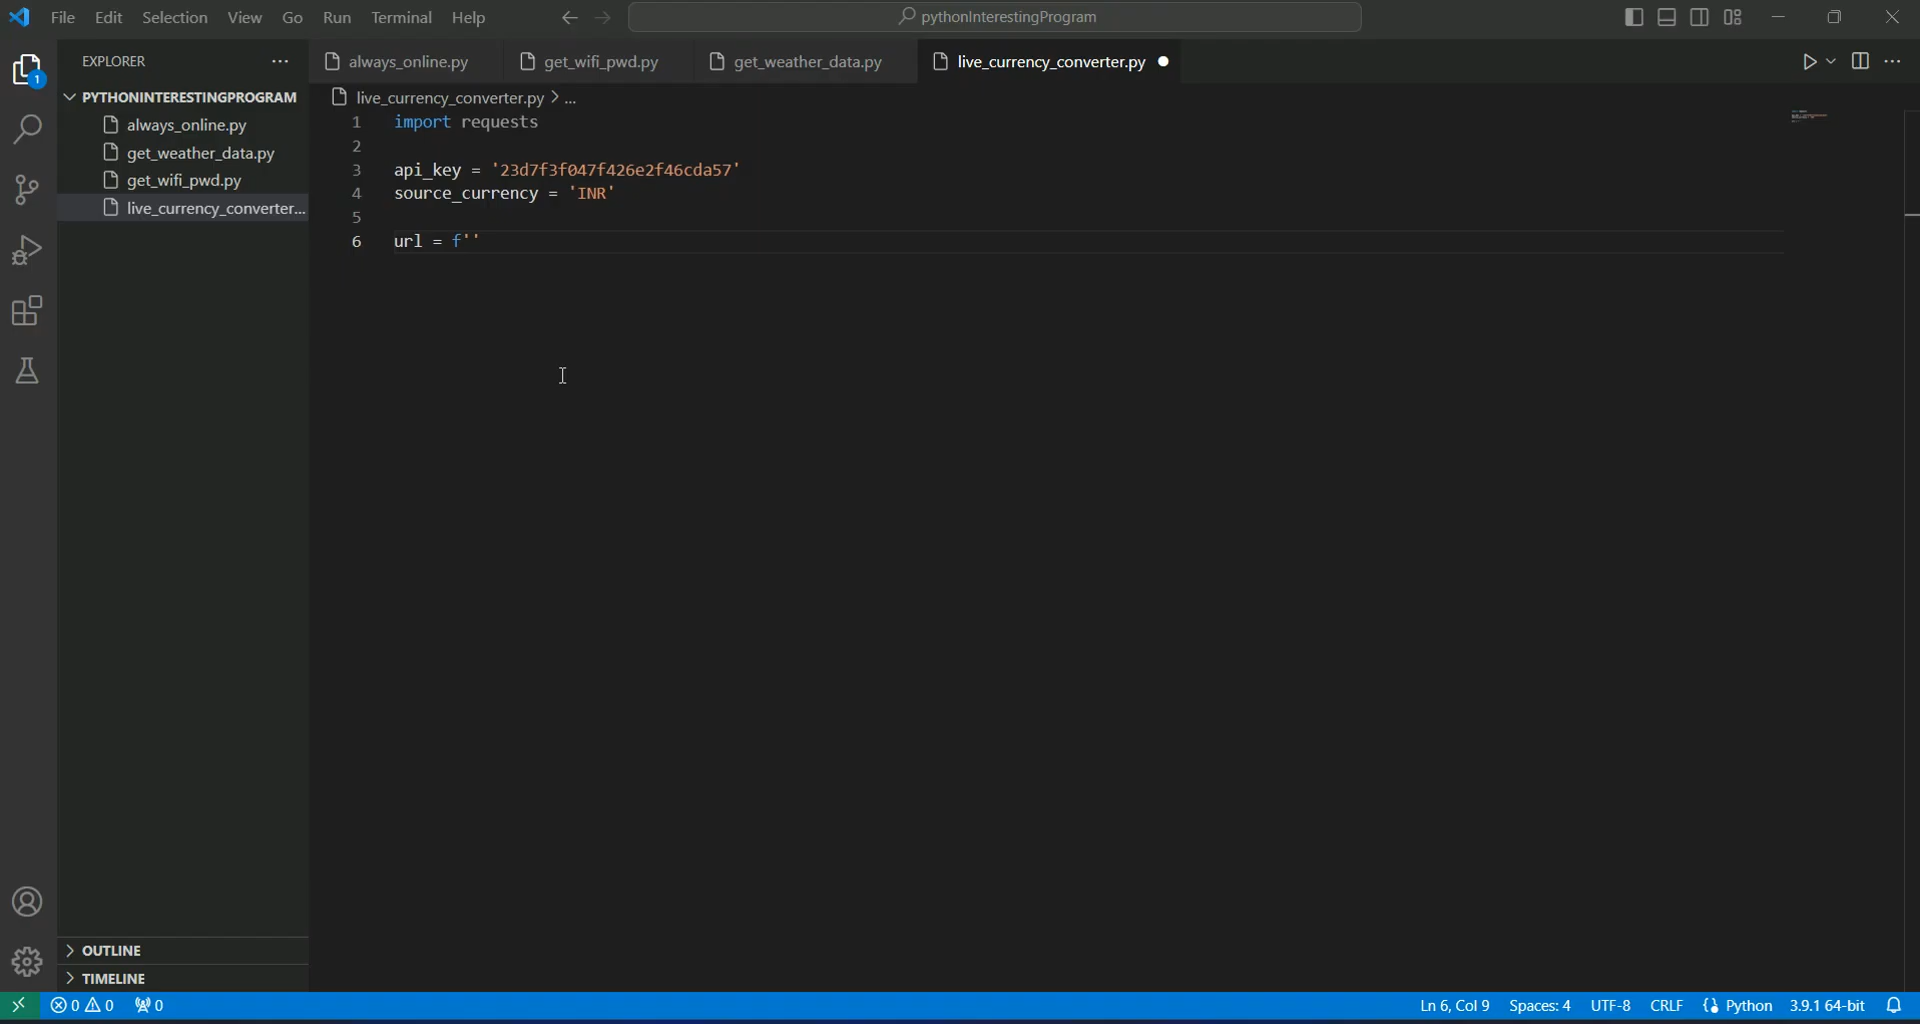 File Edit Selection View Go Run Terminal Help
pythonInterestingProgram
EXPLORER
always_online.py
get_wifi_pwd.py
get_weather_data.py
live_currency_converter.py
1
PYTHONINTERESTINGPROGRAM
always_online.py
get_weather_data.py
get_wifi_pwd.py
live_currency_converter...
live_currency_converter.py > ...
1 import requests
2
3 api_key = '23d7f3f047f426e2f46cda57'
4 source_currency = 'INR'
5
6 url = f''
OUTLINE
TIMELINE
0 0 0 Ln 6, Col 9 Spaces: 4 UTF-8 CRLF Python 3.9.1 64-bit